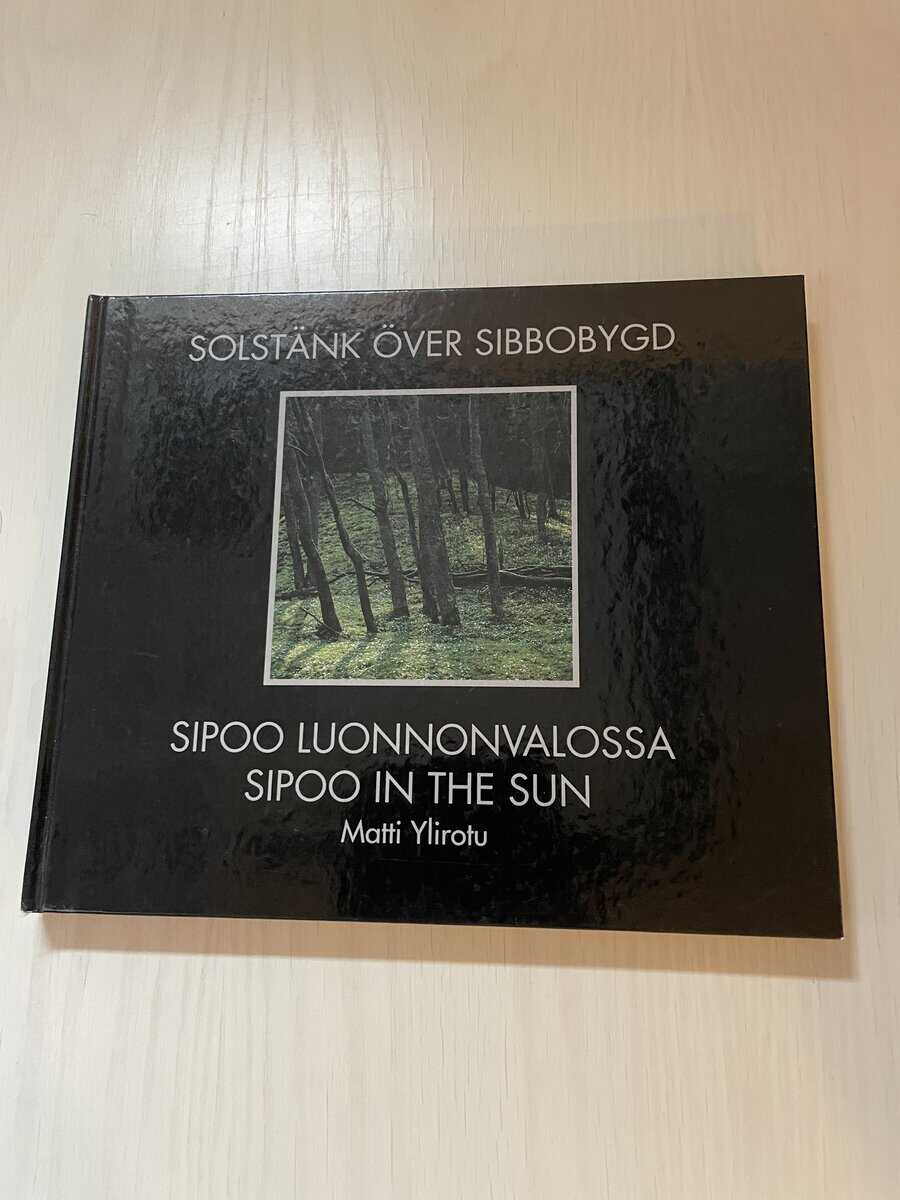 SOLSTÄNK ÖVER SIBBOBYGD
SIPOO LUONNONVALOSSA
SIPOO IN THE SUN
Matti Ylirotu